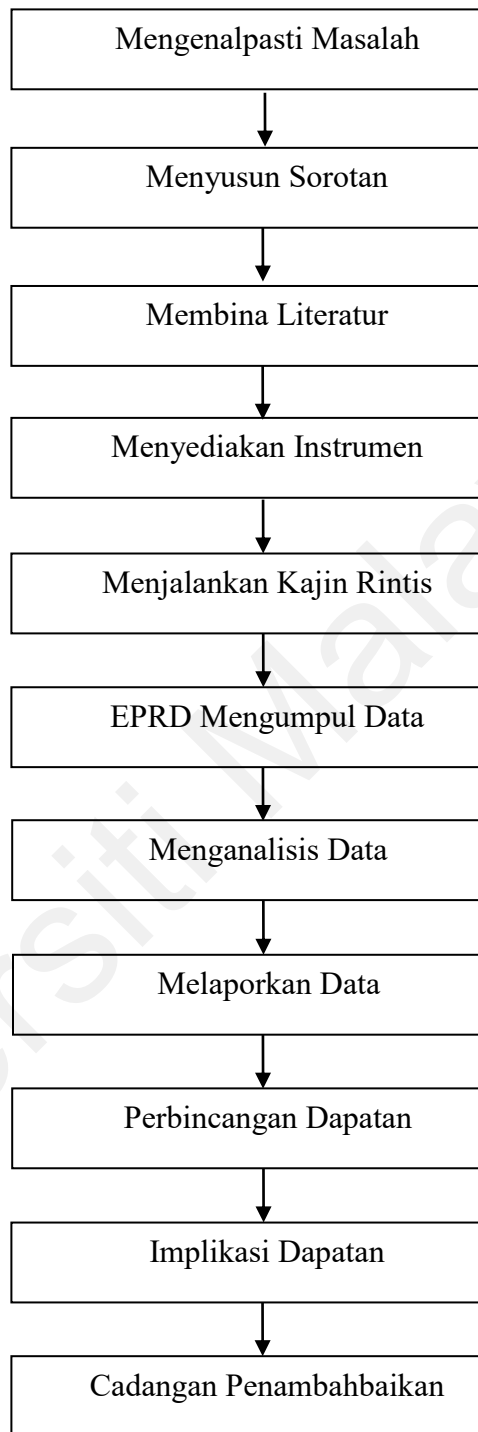 Mengenalpasti Masalah
Menyusun Sorotan
Membina Literatur
Menyediakan Instrumen
Menjalankan Kajin Rintis
EPRD Mengumpul Data
Menganalisis Data
Melaporkan Data
Perbincangan Dapatan
Implikasi Dapatan
Cadangan Penambahbaikan